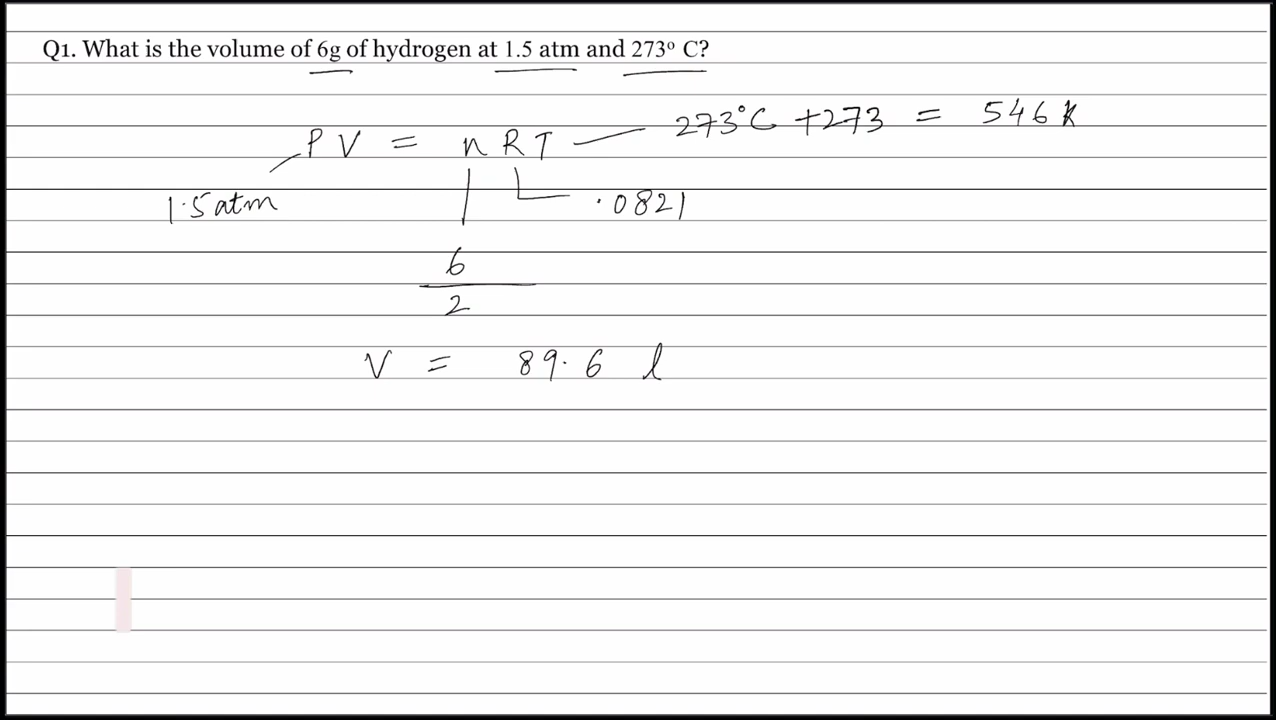 Q1. What is the volume of 6g of hydrogen at 1.5 atm and 273º C?
PV = nRT 273°C +273 = 546 K
1.5 atm .0821
6
2
V = 89.6 l